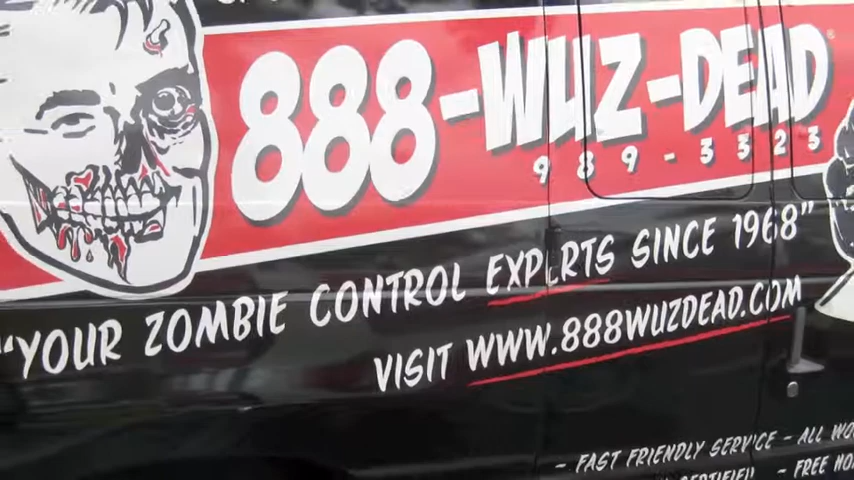 888-WUZ-DEAD
989-3323
"YOUR ZOMBIE CONTROL EXPERTS SINCE 1968"
VISIT WWW.888WUZDEAD.COM
- FAST FRIENDLY SERVICE - ALL
- FREE